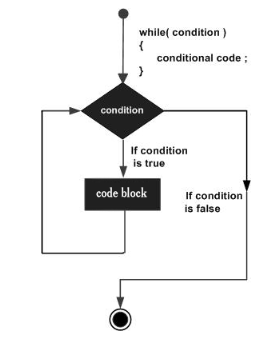 while( condition )
{
conditional code ;
}
condition
If condition
is true
code block
If condition
is false